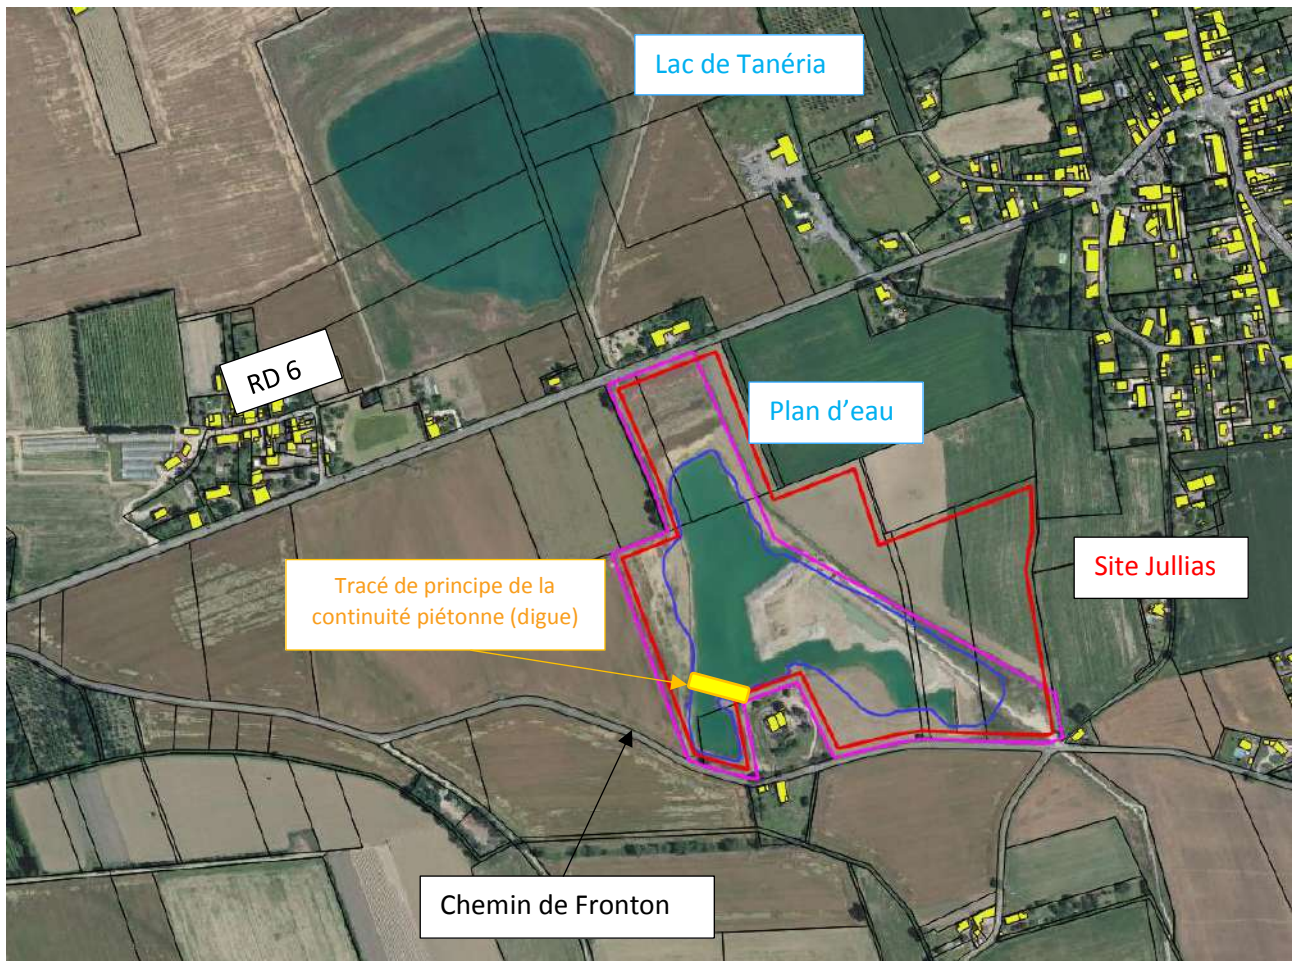 Lac de Tanéria
RD 6
Plan d’eau
Site Jullias
Tracé de principe de la
continuité piétonne (digue)
Chemin de Fronton